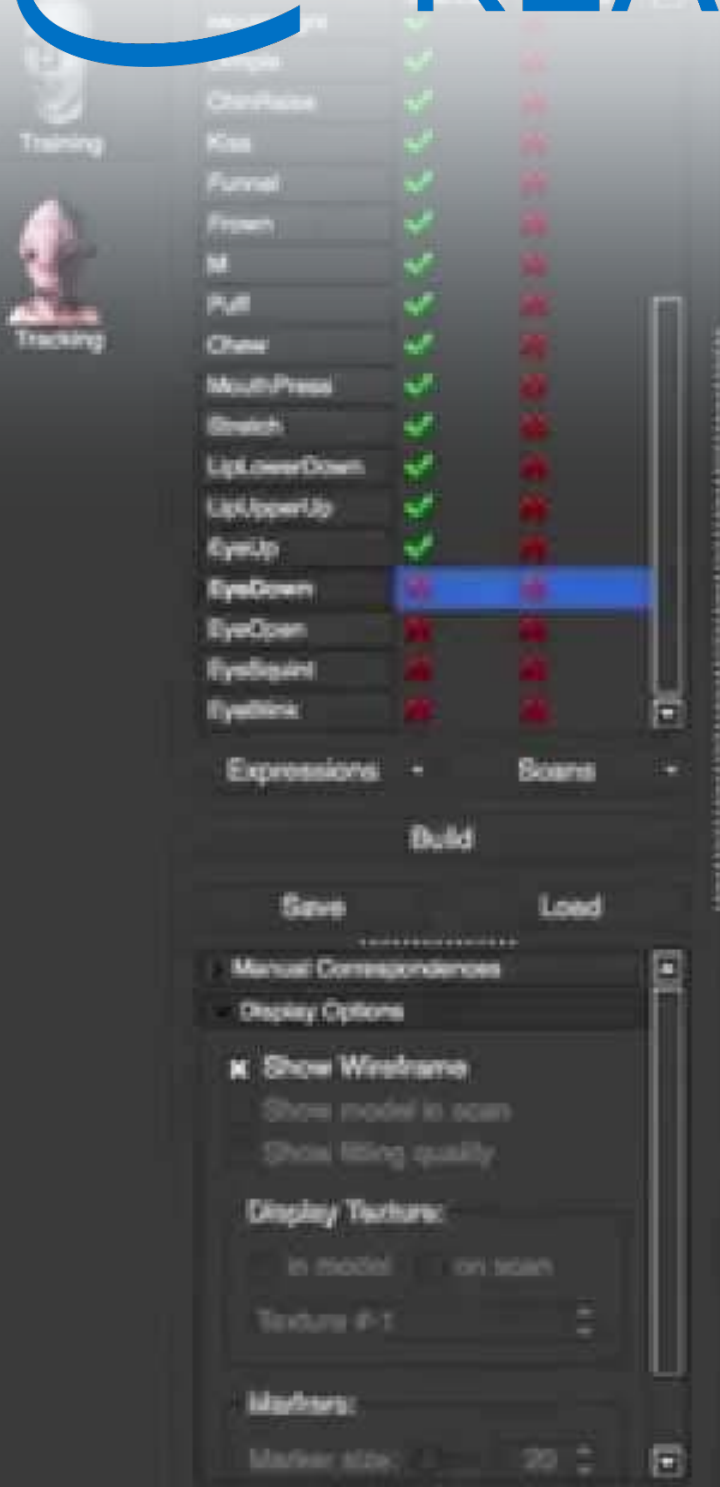 Dimple
ChinRaise
Training
Kiss
Funnel
Frown
M
Puff
Tracking
Chew
MouthPress
Stretch
LipLowerDown
LipUpperUp
EyeUp
EyeDown
EyeOpen
EyeSquint
EyeBlink
Expressions Scans
Build
Save Load
Manual Correspondences
Display Options
Show Wireframe
Show model in scan
Show fitting quality
Display Texture:
in model on scan
Texture #-1
Markers:
Marker size: 20